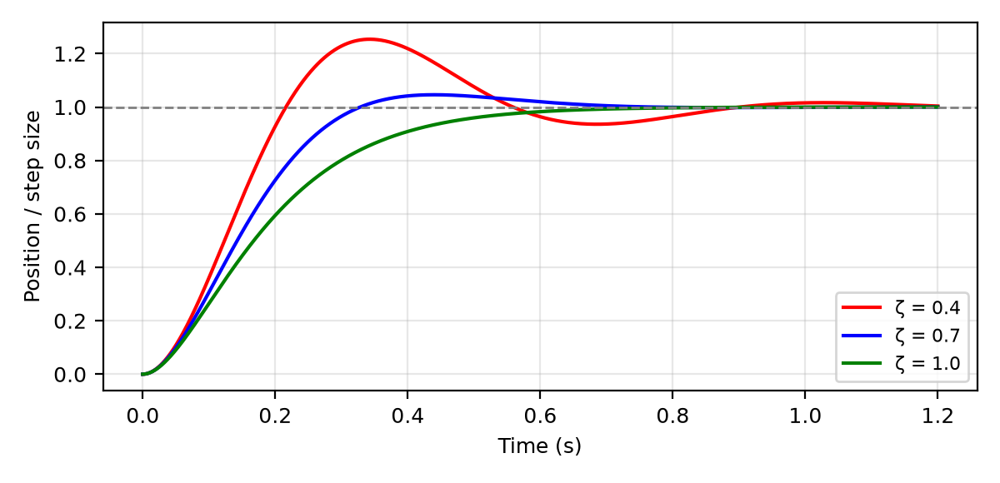 Position / step size
1.2
1.0
0.8
0.6
0.4
0.2
0.0
ζ = 0.4
ζ = 0.7
ζ = 1.0
0.0 0.2 0.4 0.6 0.8 1.0 1.2
Time (s)